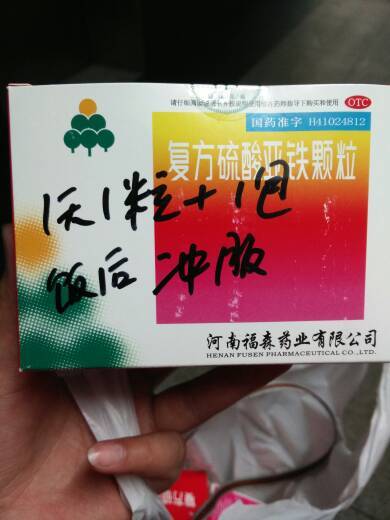 请仔细阅读说明书并按说明使用或在药师指导下购买和使用
OTC
国药准字 H41024812
复方硫酸亚铁颗粒
1天1粒+1包
饭后 冲服
河南福森药业有限公司
HENAN FUSEN PHARMACEUTICAL CO.,LTD.